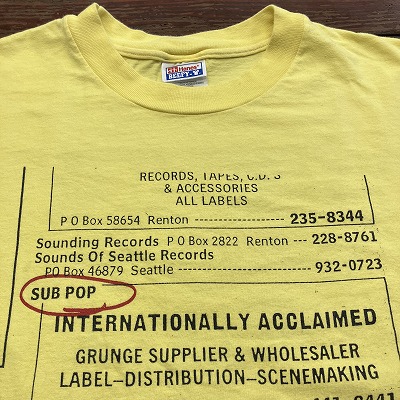 Hanes
BEEFY-T
RECORDS, TAPES, C.D.'S
& ACCESSORIES
ALL LABELS
P O Box 58654 Renton ---------------- 235-8344
Sounding Records P O Box 2822 Renton --- 228-8761
Sounds Of Seattle Records
PO Box 46879 Seattle ------------------- 932-0723
SUB POP
INTERNATIONALLY ACCLAIMED
GRUNGE SUPPLIER & WHOLESALER
LABEL–DISTRIBUTION–SCENEMAKING